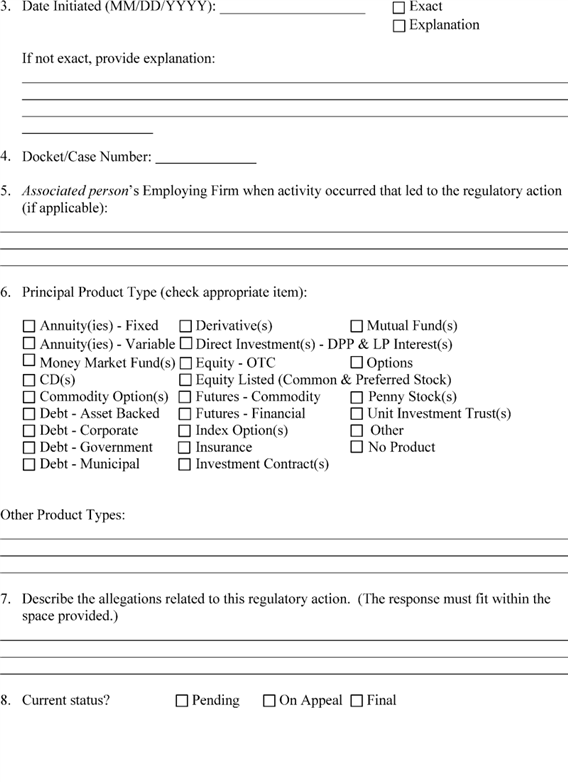 3. Date Initiated (MM/DD/YYYY): ____________________ ☐ Exact
☐ Explanation
If not exact, provide explanation:
4. Docket/Case Number: ______________
5. Associated person's Employing Firm when activity occurred that led to the regulatory action
(if applicable):
6. Principal Product Type (check appropriate item):
☐ Annuity(ies) - Fixed ☐ Derivative(s) ☐ Mutual Fund(s)
☐ Annuity(ies) - Variable ☐ Direct Investment(s) - DPP & LP Interest(s)
☐ Money Market Fund(s) ☐ Equity - OTC ☐ Options
☐ CD(s) ☐ Equity Listed (Common & Preferred Stock)
☐ Commodity Option(s) ☐ Futures - Commodity ☐ Penny Stock(s)
☐ Debt - Asset Backed ☐ Futures - Financial ☐ Unit Investment Trust(s)
☐ Debt - Corporate ☐ Index Option(s) ☐ Other
☐ Debt - Government ☐ Insurance ☐ No Product
☐ Debt - Municipal ☐ Investment Contract(s)
Other Product Types:
7. Describe the allegations related to this regulatory action. (The response must fit within the
space provided.)
8. Current status? ☐ Pending ☐ On Appeal ☐ Final